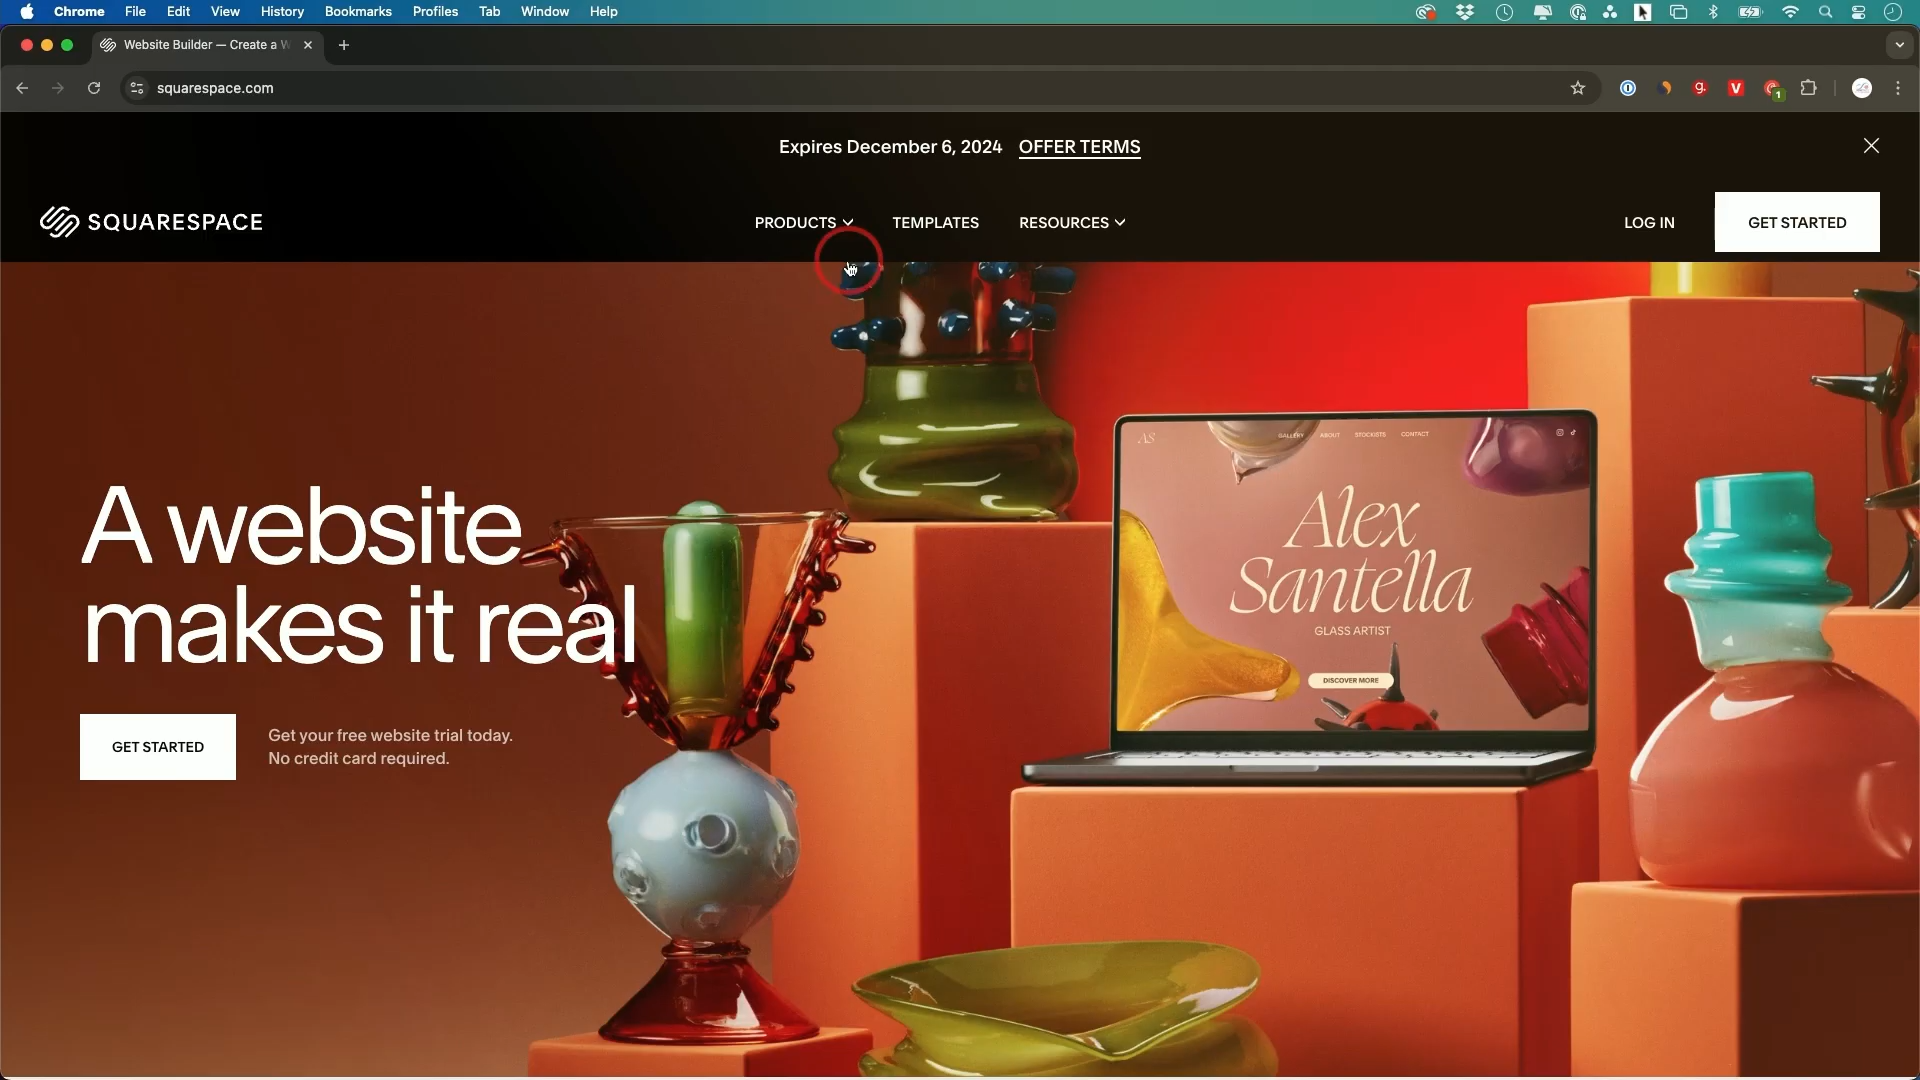 Chrome File Edit View History Bookmarks Profiles Tab Window Help
Website Builder — Create a W
squarespace.com
1
Expires December 6, 2024 OFFER TERMS
SQUARESPACE
PRODUCTS TEMPLATES RESOURCES
LOG IN
GET STARTED
A website
makes it real
GET STARTED
Get your free website trial today.
No credit card required.
AS
GALLERY ABOUT STOCKISTS CONTACT
Alex
Santella
GLASS ARTIST
DISCOVER MORE